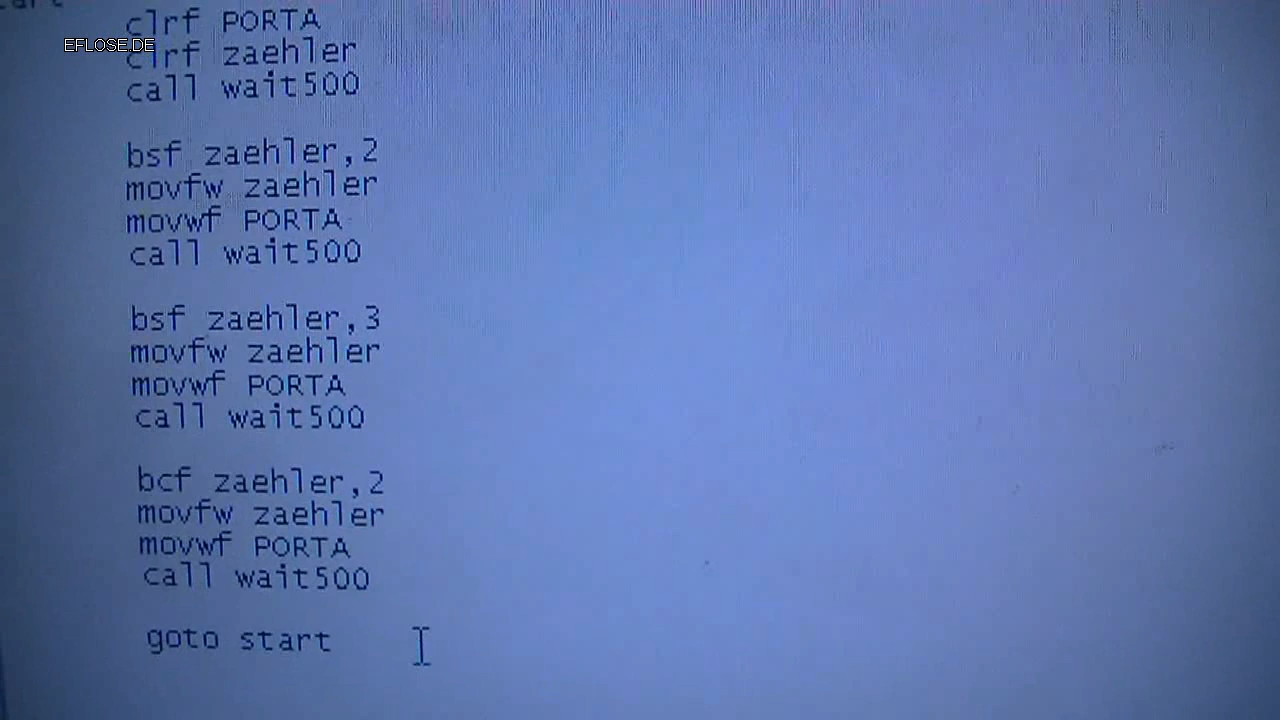 EFLOSE.DE
clrf PORTA
clrf zaehler
call wait500
bsf zaehler,2
movfw zaehler
movwf PORTA
call wait500
bsf zaehler,3
movfw zaehler
movwf PORTA
call wait500
bcf zaehler,2
movfw zaehler
movwf PORTA
call wait500
goto start